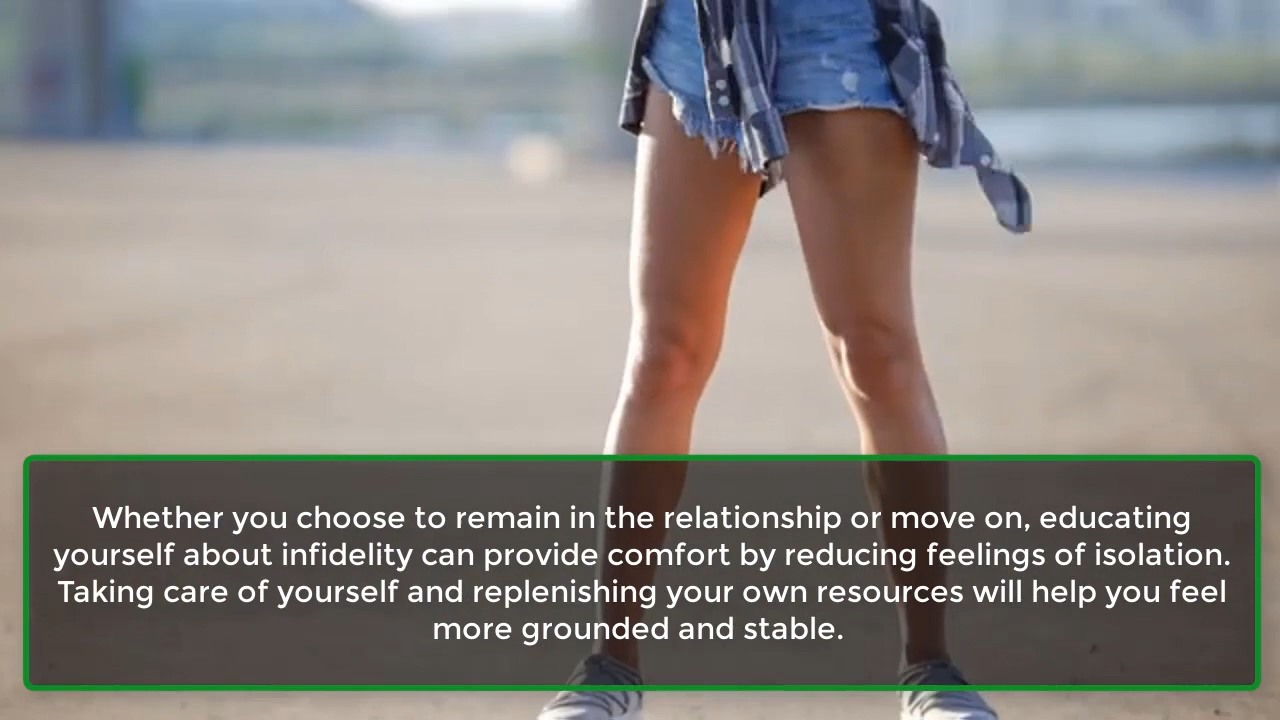 Whether you choose to remain in the relationship or move on, educating
yourself about infidelity can provide comfort by reducing feelings of isolation.
Taking care of yourself and replenishing your own resources will help you feel
more grounded and stable.